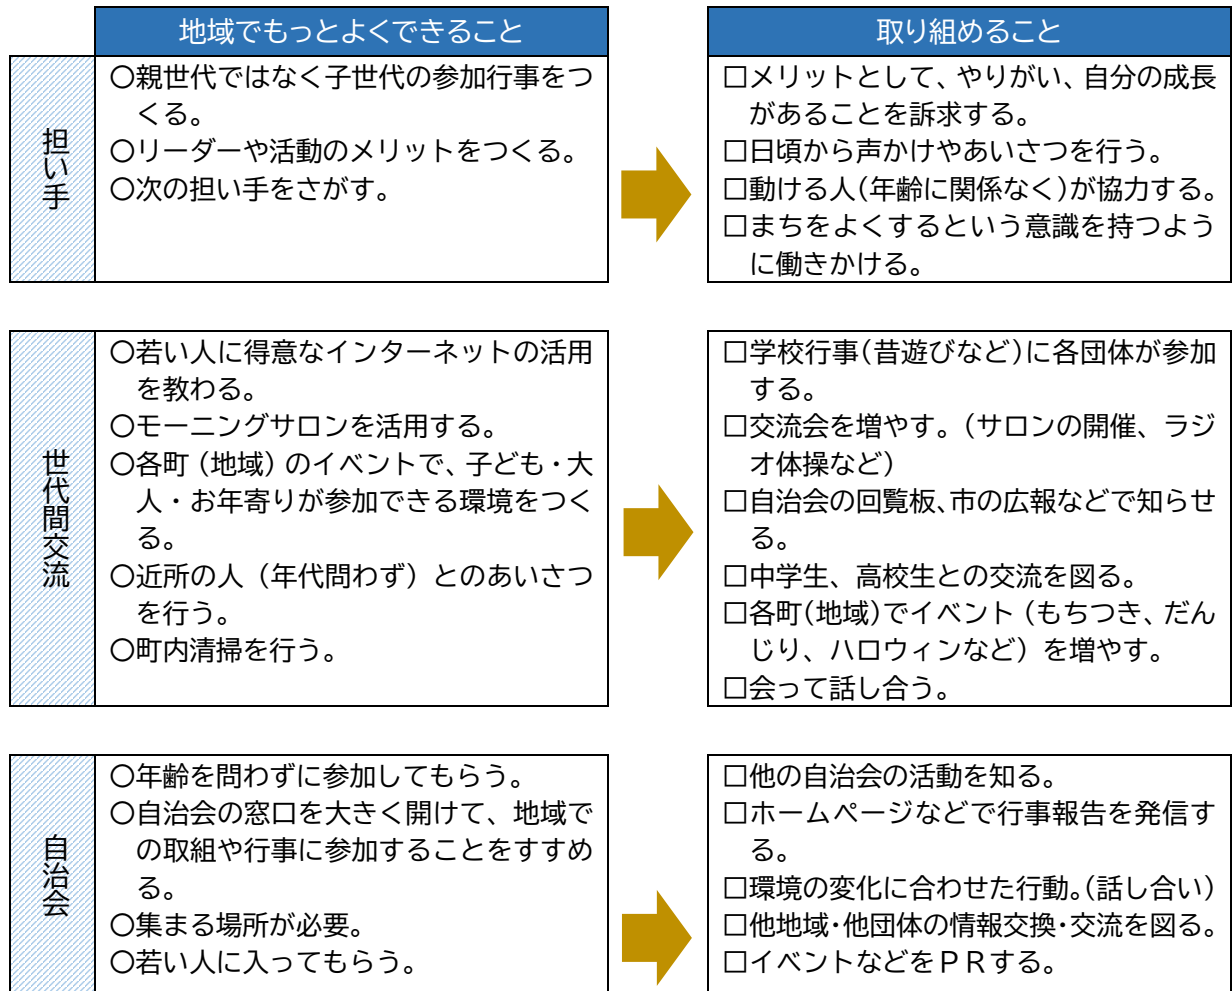 地域でもっとよくできること
取り組めること
担い手
〇親世代ではなく子世代の参加行事をつ
くる。
〇リーダーや活動のメリットをつくる。
〇次の担い手をさがす。
□メリットとして、やりがい、自分の成長
があることを訴求する。
□日頃から声かけやあいさつを行う。
□動ける人(年齢に関係なく)が協力する。
□まちをよくするという意識を持つよう
に働きかける。
世代間交流
〇若い人に得意なインターネットの活用
を教わる。
〇モーニングサロンを活用する。
〇各町(地域)のイベントで、子ども・大
人・お年寄りが参加できる環境をつく
る。
〇近所の人(年代問わず)とのあいさつ
を行う。
〇町内清掃を行う。
□学校行事(昔遊びなど)に各団体が参加
する。
□交流会を増やす。(サロンの開催、ラジ
オ体操など)
□自治会の回覧板、市の広報などで知らせ
る。
□中学生、高校生との交流を図る。
□各町(地域)でイベント(もちつき、だん
じり、ハロウィンなど)を増やす。
□会って話し合う。
自治会
〇年齢を問わずに参加してもらう。
〇自治会の窓口を大きく開けて、地域で
の取組や行事に参加することをすすめ
る。
〇集まる場所が必要。
〇若い人に入ってもらう。
□他の自治会の活動を知る。
□ホームページなどで行事報告を発信す
る。
□環境の変化に合わせた行動。(話し合い)
□他地域・他団体の情報交換・交流を図る。
□イベントなどをPRする。